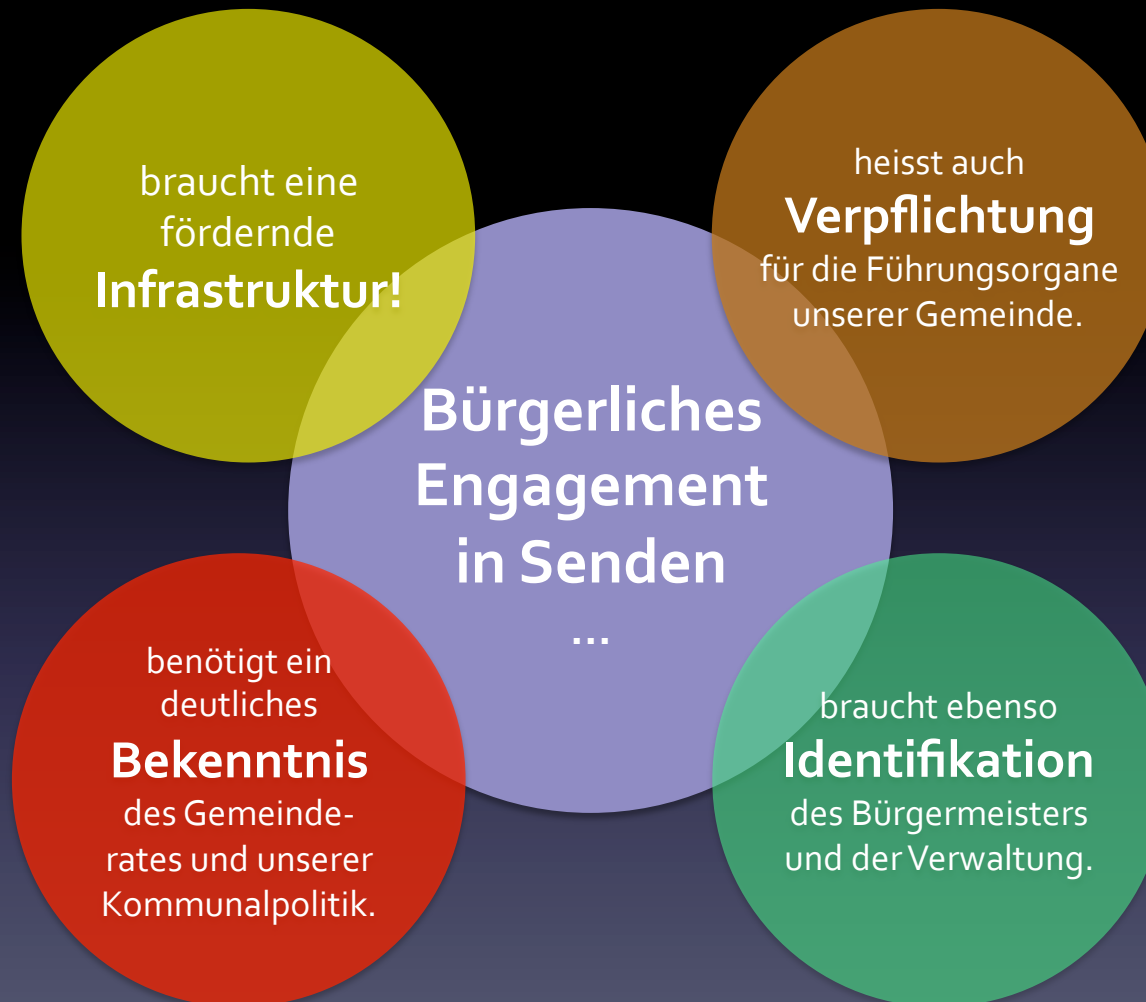 braucht eine
fördernde
Infrastruktur!
heisst auch
Verpflichtung
für die Führungsorgane
unserer Gemeinde.
Bürgerliches
Engagement
in Senden
...
benötigt ein
deutliches
Bekenntnis
des Gemeinde-
rates und unserer
Kommunalpolitik.
braucht ebenso
Identifikation
des Bürgermeisters
und der Verwaltung.